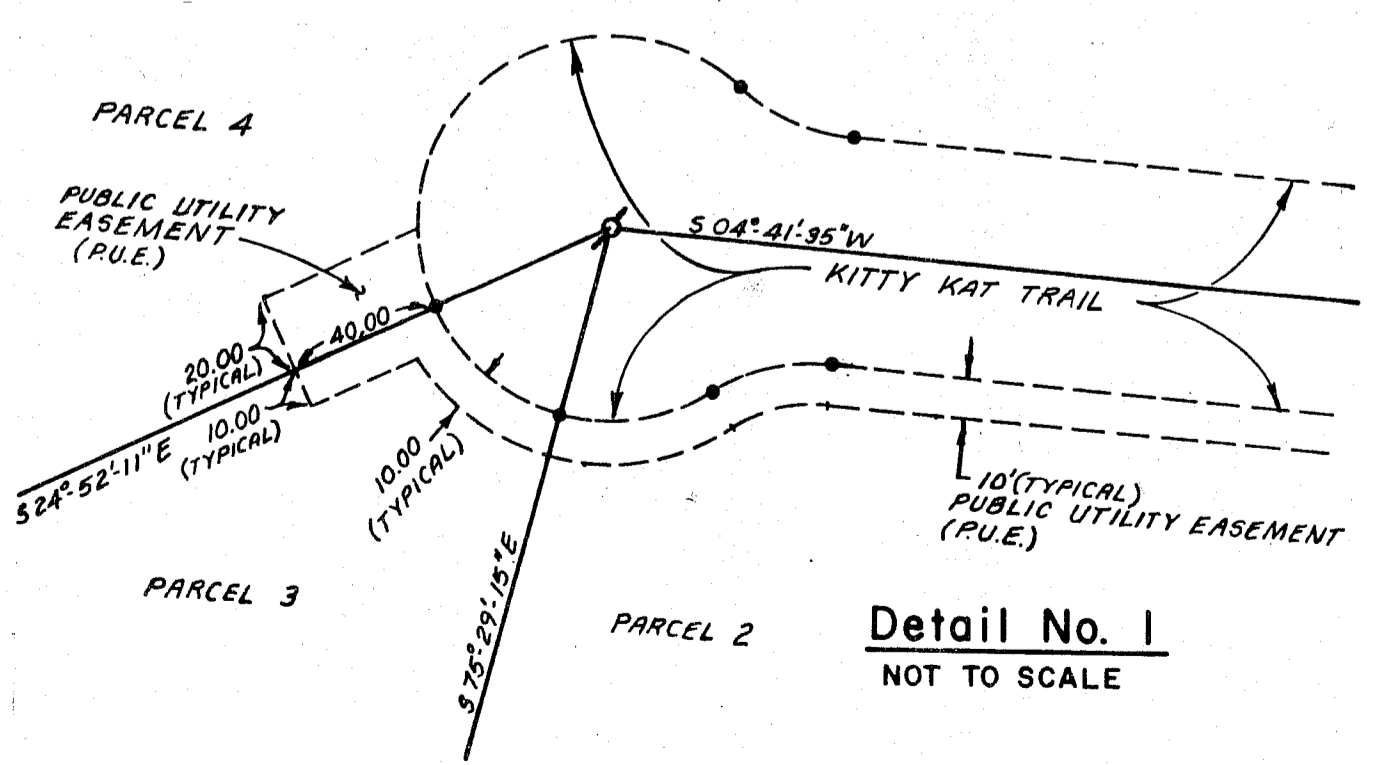 PARCEL 4
PUBLIC UTILITY
EASEMENT
(P.U.E.)
S 04°-41'-35"W
KITTY KAT TRAIL
40.00
20.00
(TYPICAL)
10.00
(TYPICAL)
S 24°-52'-11" E
10.00
(TYPICAL)
10'(TYPICAL)
PUBLIC UTILITY EASEMENT
(P.U.E.)
S 75°-29'-15" E
PARCEL 3
PARCEL 2
Detail No. 1
NOT TO SCALE